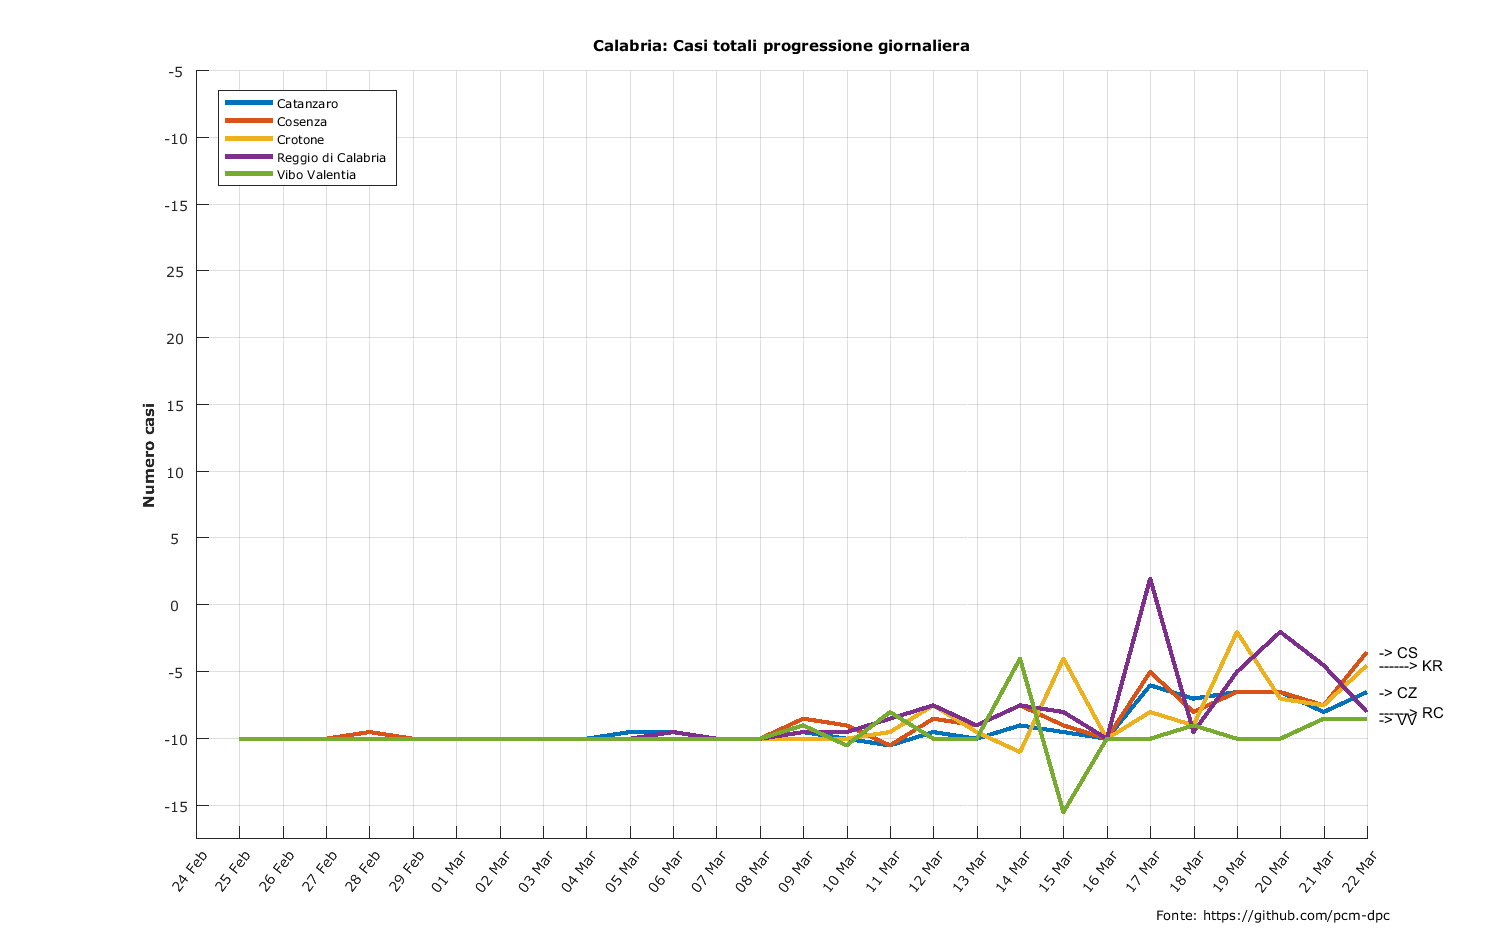 Calabria: Casi totali progressione giornaliera
-5
-10
-15
25
20
15
10
5
0
-5
-10
-15
Numero casi
Catanzaro
Cosenza
Crotone
Reggio di Calabria
Vibo Valentia
-> CS
------> KR
-> CZ
------> RC
-> VV
24 Feb
25 Feb
26 Feb
27 Feb
28 Feb
29 Feb
01 Mar
02 Mar
03 Mar
04 Mar
05 Mar
06 Mar
07 Mar
08 Mar
09 Mar
10 Mar
11 Mar
12 Mar
13 Mar
14 Mar
15 Mar
16 Mar
17 Mar
18 Mar
19 Mar
20 Mar
21 Mar
22 Mar
Fonte: https://github.com/pcm-dpc